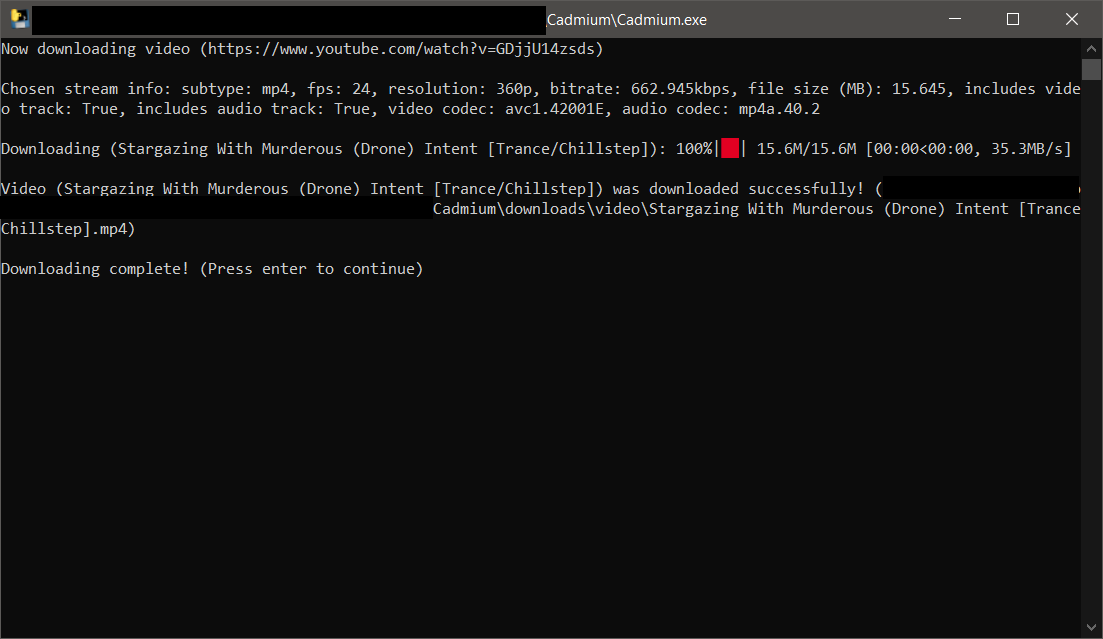 Cadmium\Cadmium.exe
Now downloading video (https://www.youtube.com/watch?v=GDjjU14zsds)
Chosen stream info: subtype: mp4, fps: 24, resolution: 360p, bitrate: 662.945kbps, file size (MB): 15.645, includes vide
o track: True, includes audio track: True, video codec: avc1.42001E, audio codec: mp4a.40.2
Downloading (Stargazing With Murderous (Drone) Intent [Trance/Chillstep]): 100%|██| 15.6M/15.6M [00:00<00:00, 35.3MB/s]
Video (Stargazing With Murderous (Drone) Intent [Trance/Chillstep]) was downloaded successfully! (
Cadmium\downloads\video\Stargazing With Murderous (Drone) Intent [Trance
Chillstep].mp4)
Downloading complete! (Press enter to continue)